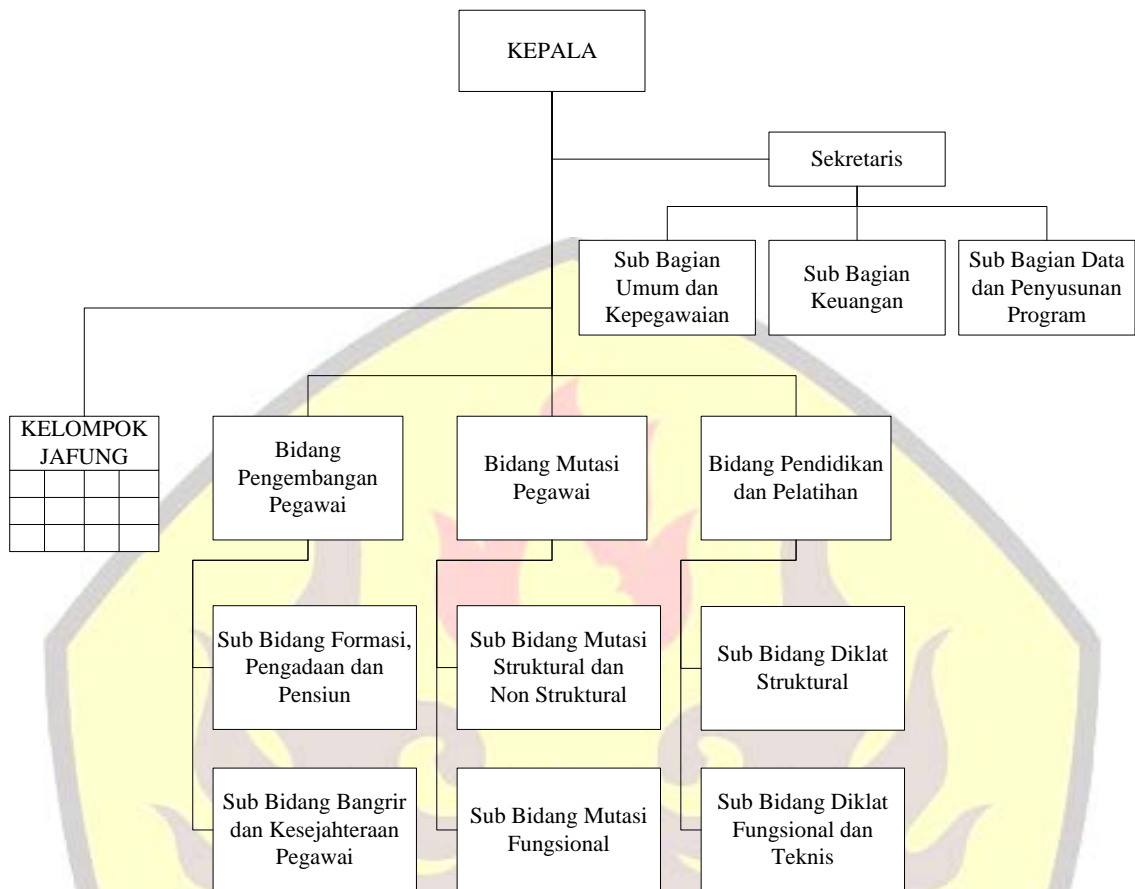 KEPALA
Sekretaris
Sub Bagian
Umum dan
Kepegawaian
Sub Bagian
Keuangan
Sub Bagian Data
dan Penyusunan
Program
KELOMPOK
JAFUNG
Bidang
Pengembangan
Pegawai
Bidang Mutasi
Pegawai
Bidang Pendidikan
dan Pelatihan
Sub Bidang Formasi,
Pengadaan dan
Pensiun
Sub Bidang Mutasi
Struktural dan
Non Struktural
Sub Bidang Diklat
Struktural
Sub Bidang Bangrir
dan Kesejahteraan
Pegawai
Sub Bidang Mutasi
Fungsional
Sub Bidang Diklat
Fungsional dan
Teknis